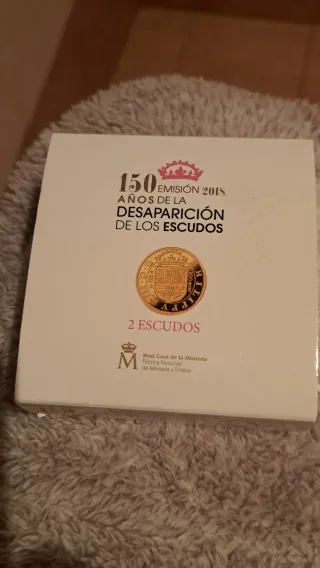 150 EMISIÓN 2018
AÑOS DE LA
DESAPARICIÓN
DE LOS ESCUDOS
PHILIPPVS
2 ESCUDOS
M
Real Casa de la Moneda
Fábrica Nacional
de Moneda y Timbre